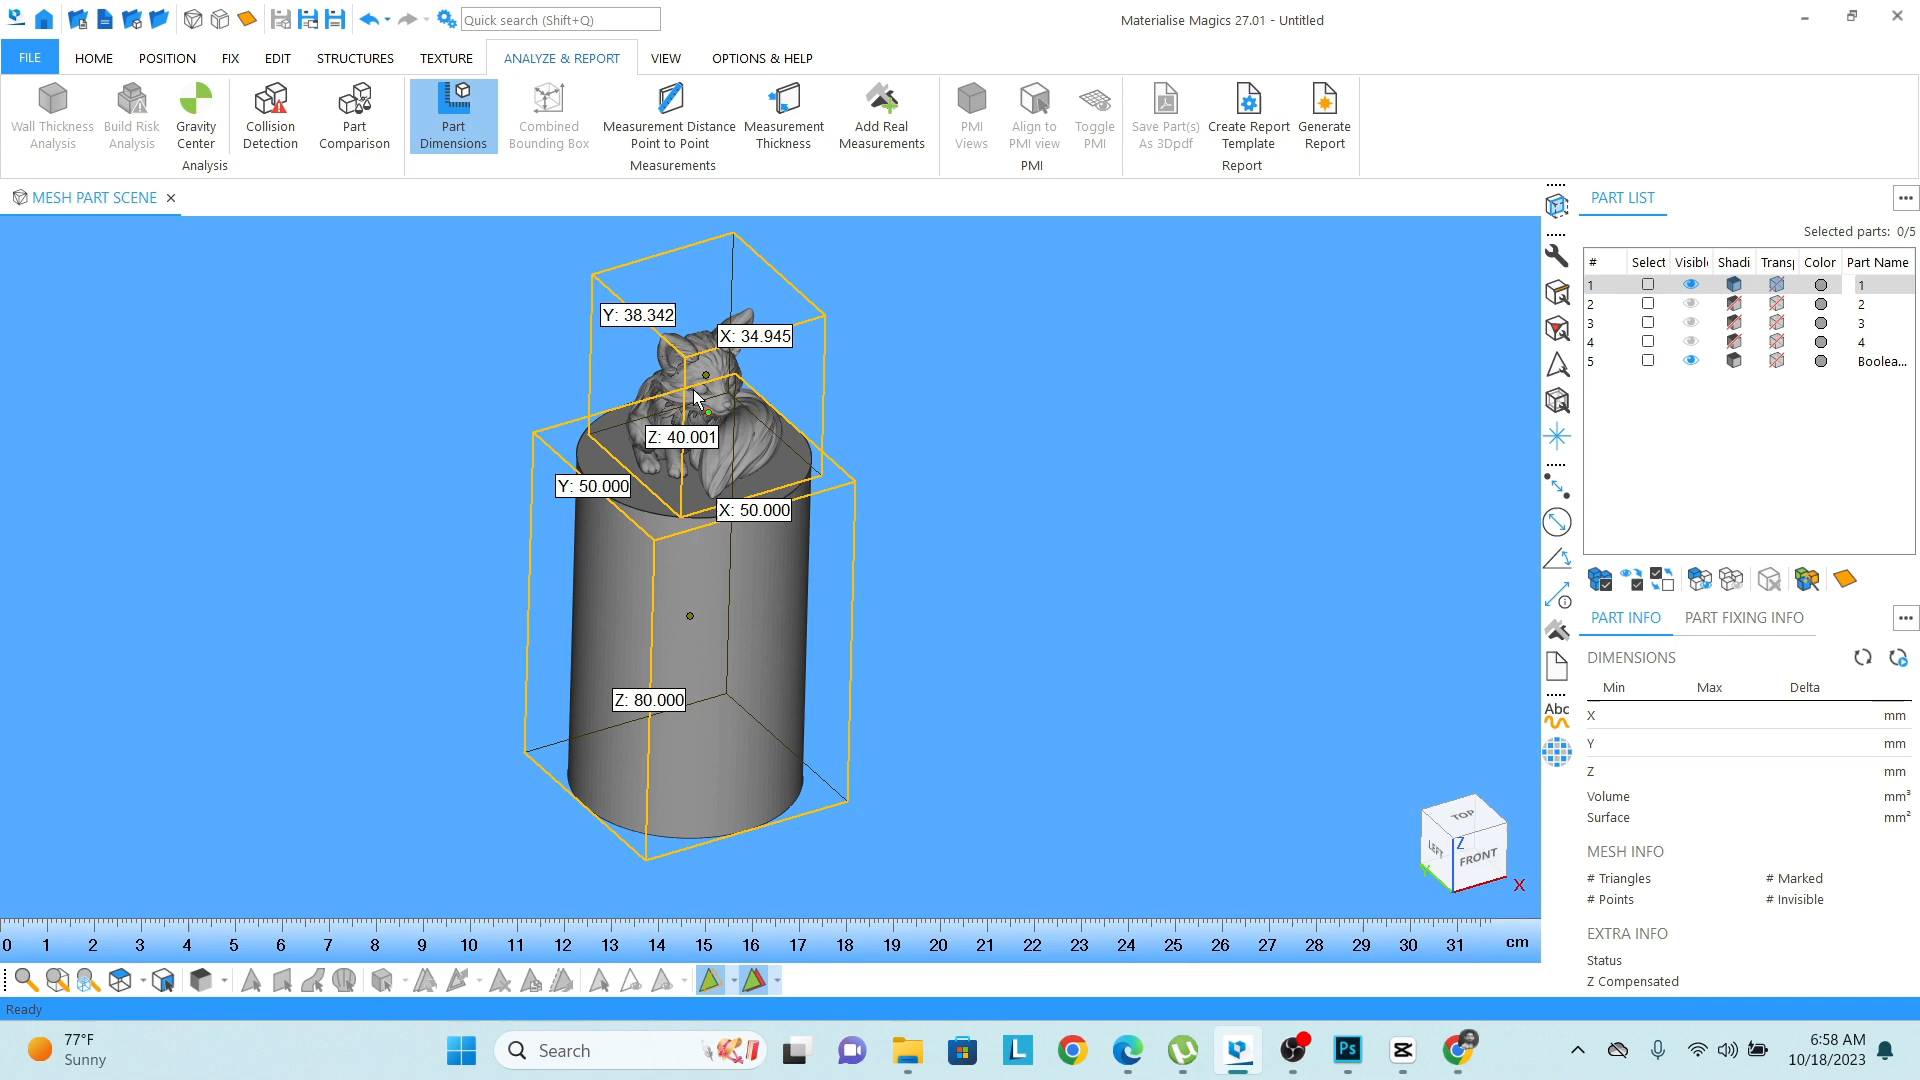 Quick search (Shift+Q)
Materialise Magics 27.01 - Untitled
FILE HOME POSITION FIX EDIT STRUCTURES TEXTURE ANALYZE & REPORT VIEW OPTIONS & HELP
Wall Thickness Analysis
Build Risk Analysis
Gravity Center
Collision Detection
Part Comparison
Part Dimensions
Combined Bounding Box
Measurement Distance Point to Point
Measurement Thickness
Add Real Measurements
PMI Views
Align to PMI view
Toggle PMI
Save Part(s) As 3Dpdf
Create Report Template
Generate Report
Analysis Measurements PMI Report
MESH PART SCENE
Y: 38.342
X: 34.945
Z: 40.001
Y: 50.000
X: 50.000
Z: 80.000
TOP
LEFT FRONT
Z
Y
X
0 1 2 3 4 5 6 7 8 9 10 11 12 13 14 15 16 17 18 19 20 21 22 23 24 25 26 27 28 29 30 31 cm
Abc
PART LIST
Selected parts: 0/5
# Select Visibl Shadi Trans Color Part Name
1 1
2 2
3 3
4 4
5 Boolea...
PART INFO PART FIXING INFO
DIMENSIONS
Min Max Delta
X mm
Y mm
Z mm
Volume mm³
Surface mm²
MESH INFO
# Triangles # Marked
# Points # Invisible
EXTRA INFO
Status
Z Compensated
Ready
77°F
Sunny
Search
L
Ps
6:58 AM
10/18/2023